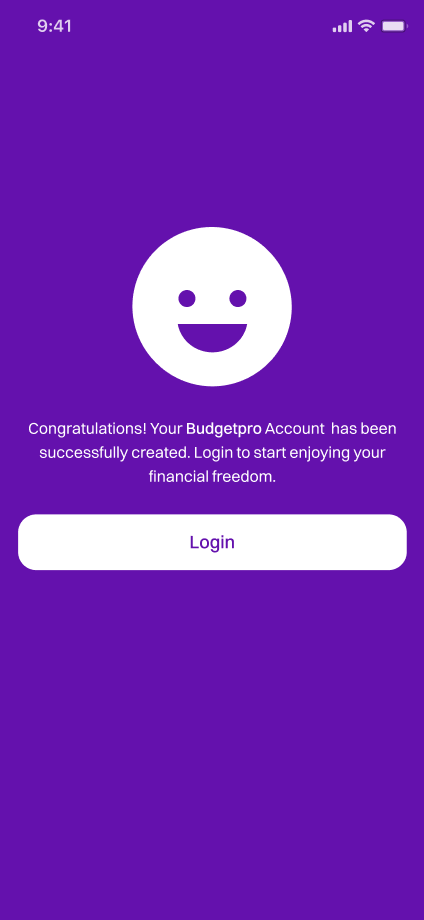 9:41
Congratulations! Your Budgetpro Account  has been
successfully created. Login to start enjoying your
financial freedom.
Login